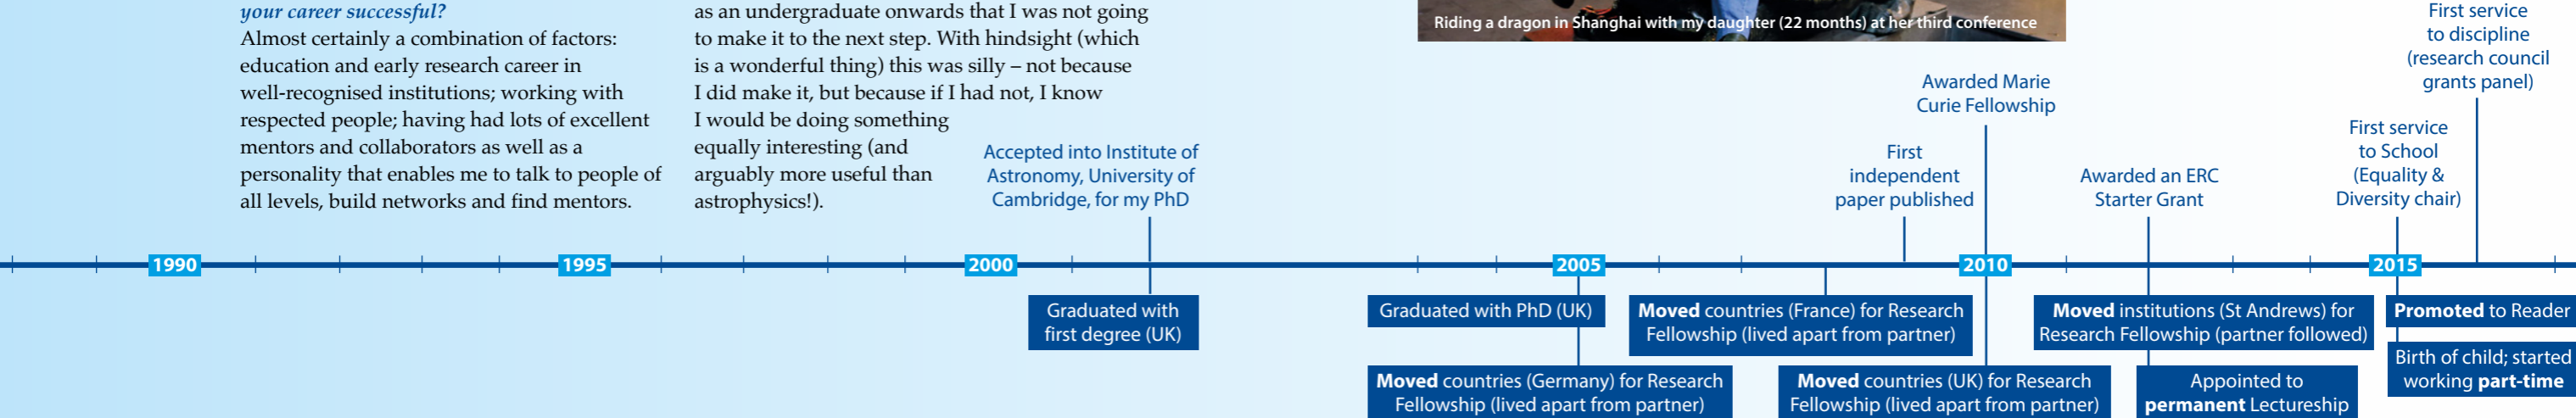 your career successful?
Almost certainly a combination of factors:
education and early research career in
well-recognised institutions; working with
respected people; having had lots of excellent
mentors and collaborators as well as a
personality that enables me to talk to people of
all levels, build networks and find mentors.
as an undergraduate onwards that I was not going
to make it to the next step. With hindsight (which
is a wonderful thing) this was silly – not because
I did make it, but because if I had not, I know
I would be doing something
equally interesting (and
arguably more useful than
astrophysics!).
Riding a dragon in Shanghai with my daughter (22 months) at her third conference
Accepted into Institute of
Astronomy, University of
Cambridge, for my PhD
First
independent
paper published
Awarded Marie
Curie Fellowship
Awarded an ERC
Starter Grant
First service
to School
(Equality &
Diversity chair)
First service
to discipline
(research council
grants panel)
1990
1995
2000
2005
2010
2015
Graduated with
first degree (UK)
Graduated with PhD (UK)
Moved countries (Germany) for Research
Fellowship (lived apart from partner)
Moved countries (France) for Research
Fellowship (lived apart from partner)
Moved countries (UK) for Research
Fellowship (lived apart from partner)
Moved institutions (St Andrews) for
Research Fellowship (partner followed)
Appointed to
permanent Lectureship
Promoted to Reader
Birth of child; started
working part-time